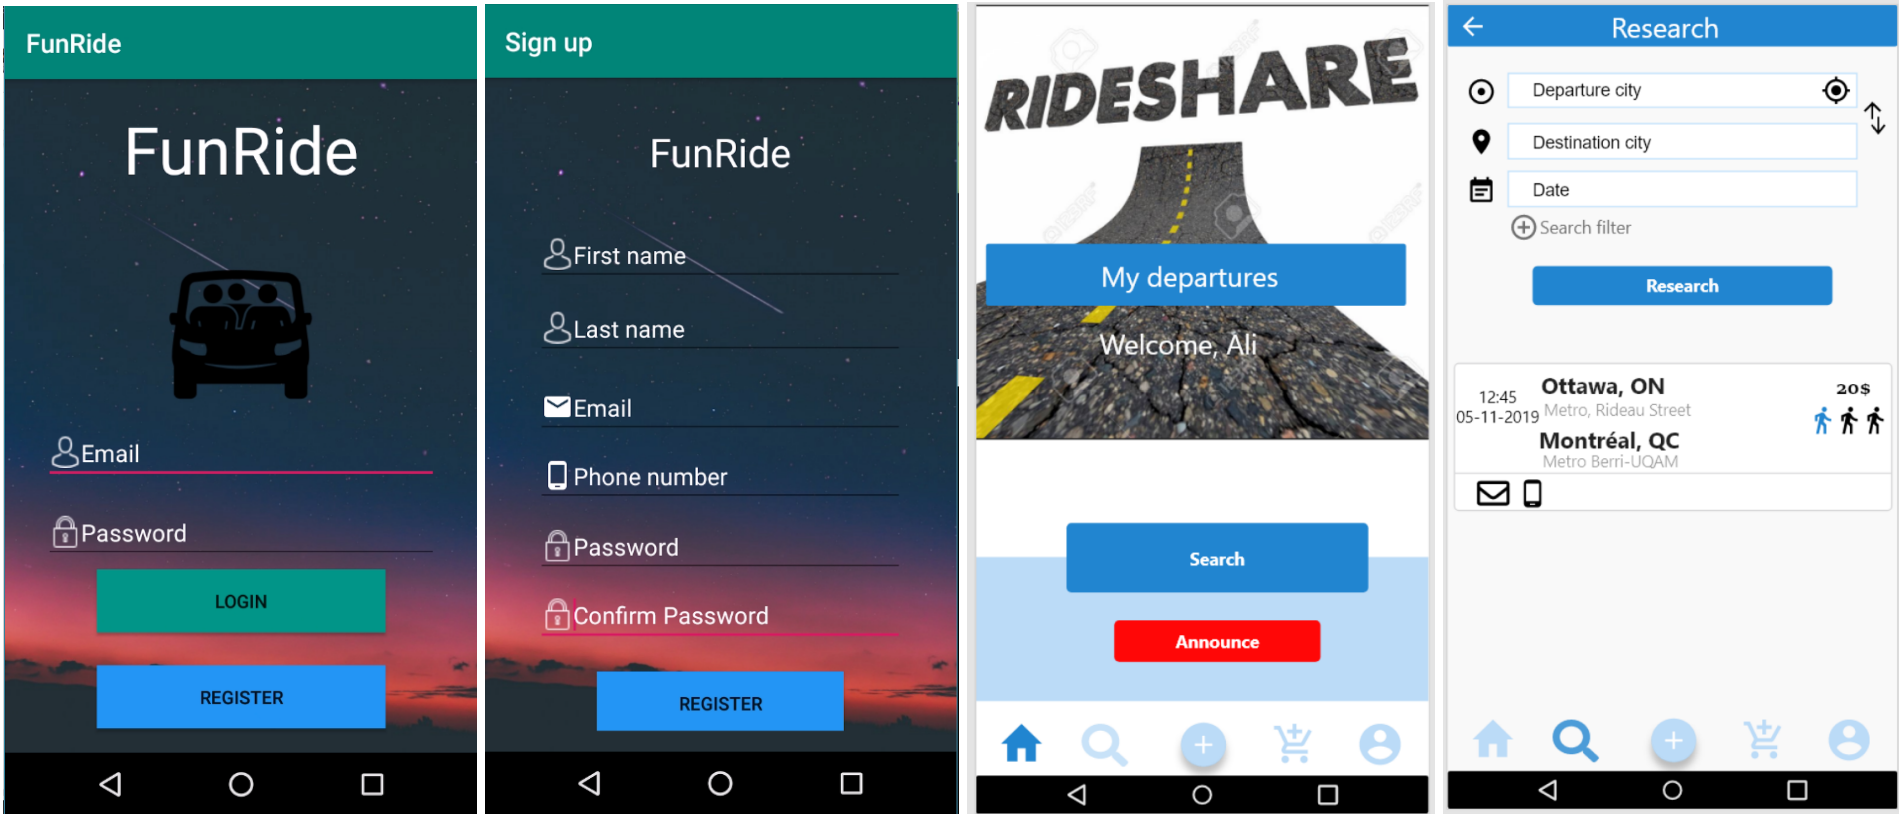 FunRide
FunRide
Email
Password
LOGIN
REGISTER
Sign up
FunRide
First name
Last name
Email
Phone number
Password
Confirm Password
REGISTER
RIDESHARE
My departures
Welcome, Ali
Search
Announce
Research
Departure city
Destination city
Date
Search filter
Research
12:45
05-11-2019
Ottawa, ON
Metro, Rideau Street
Montréal, QC
Metro Berri-UQAM
20$